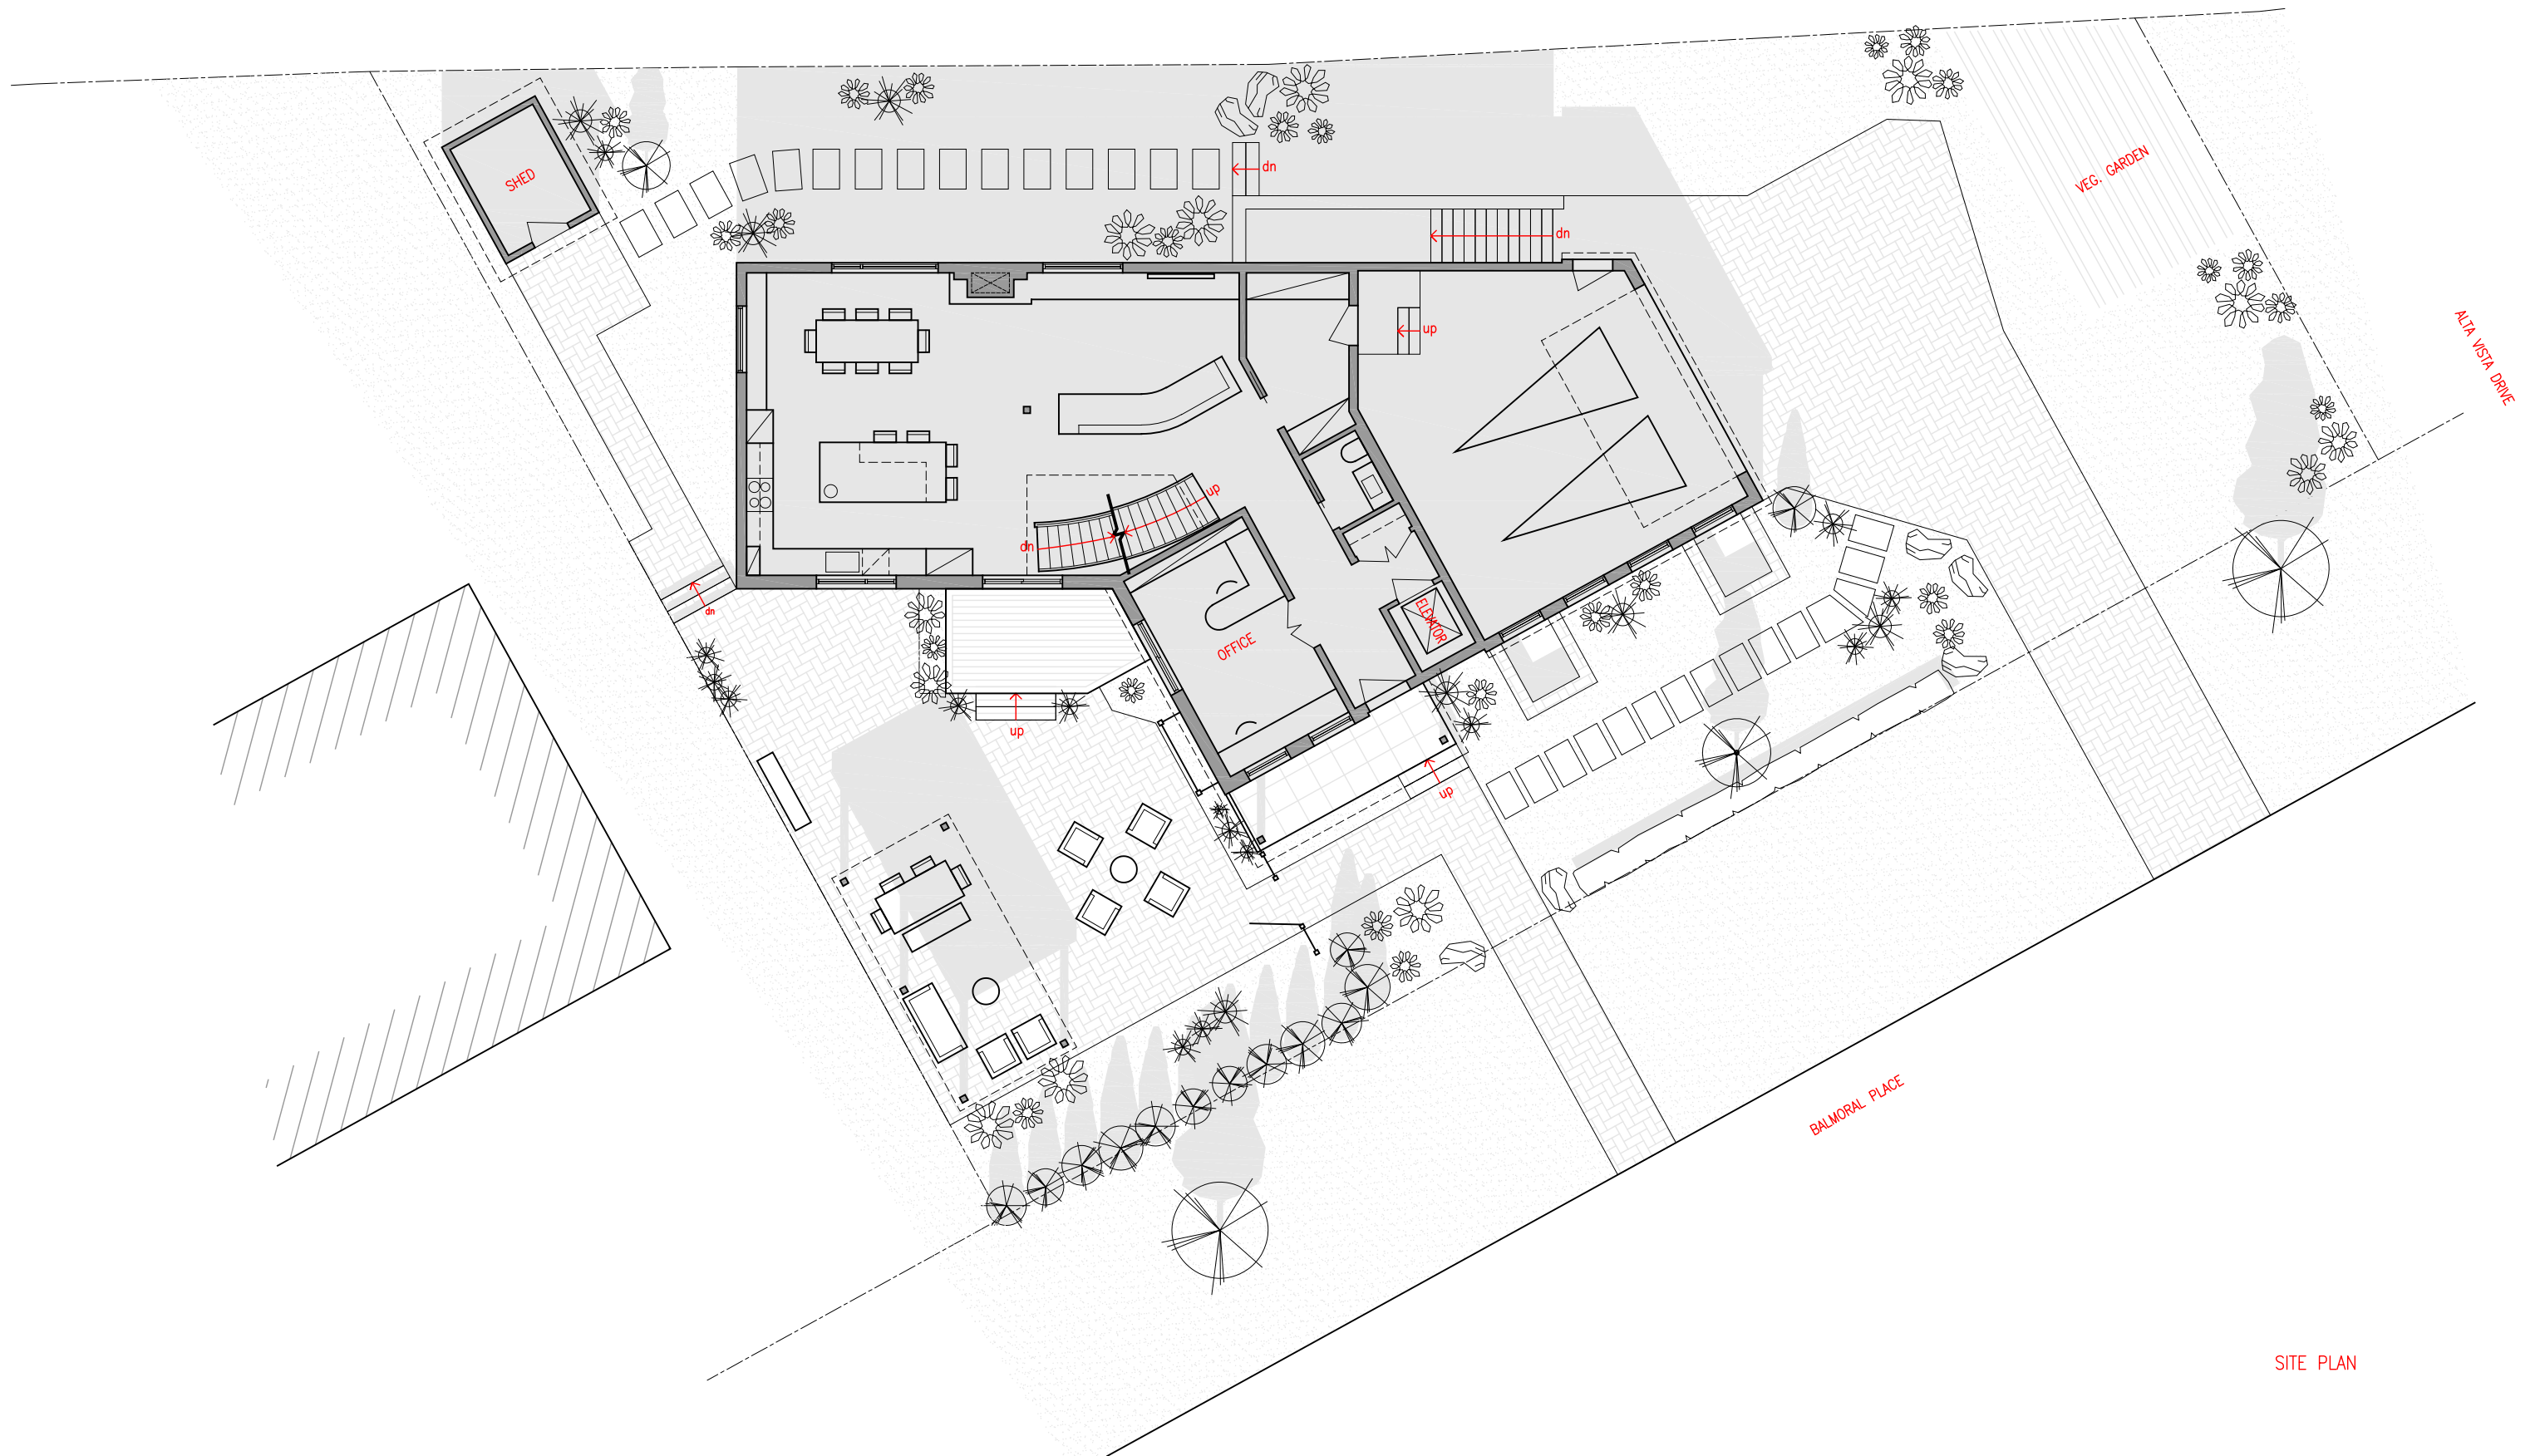 dn
SHED
VEG. GARDEN
dn
up
ALTA VISTA DRIVE
up
dn
dn
ELEVATOR
OFFICE
up
up
BALMORAL PLACE
SITE PLAN